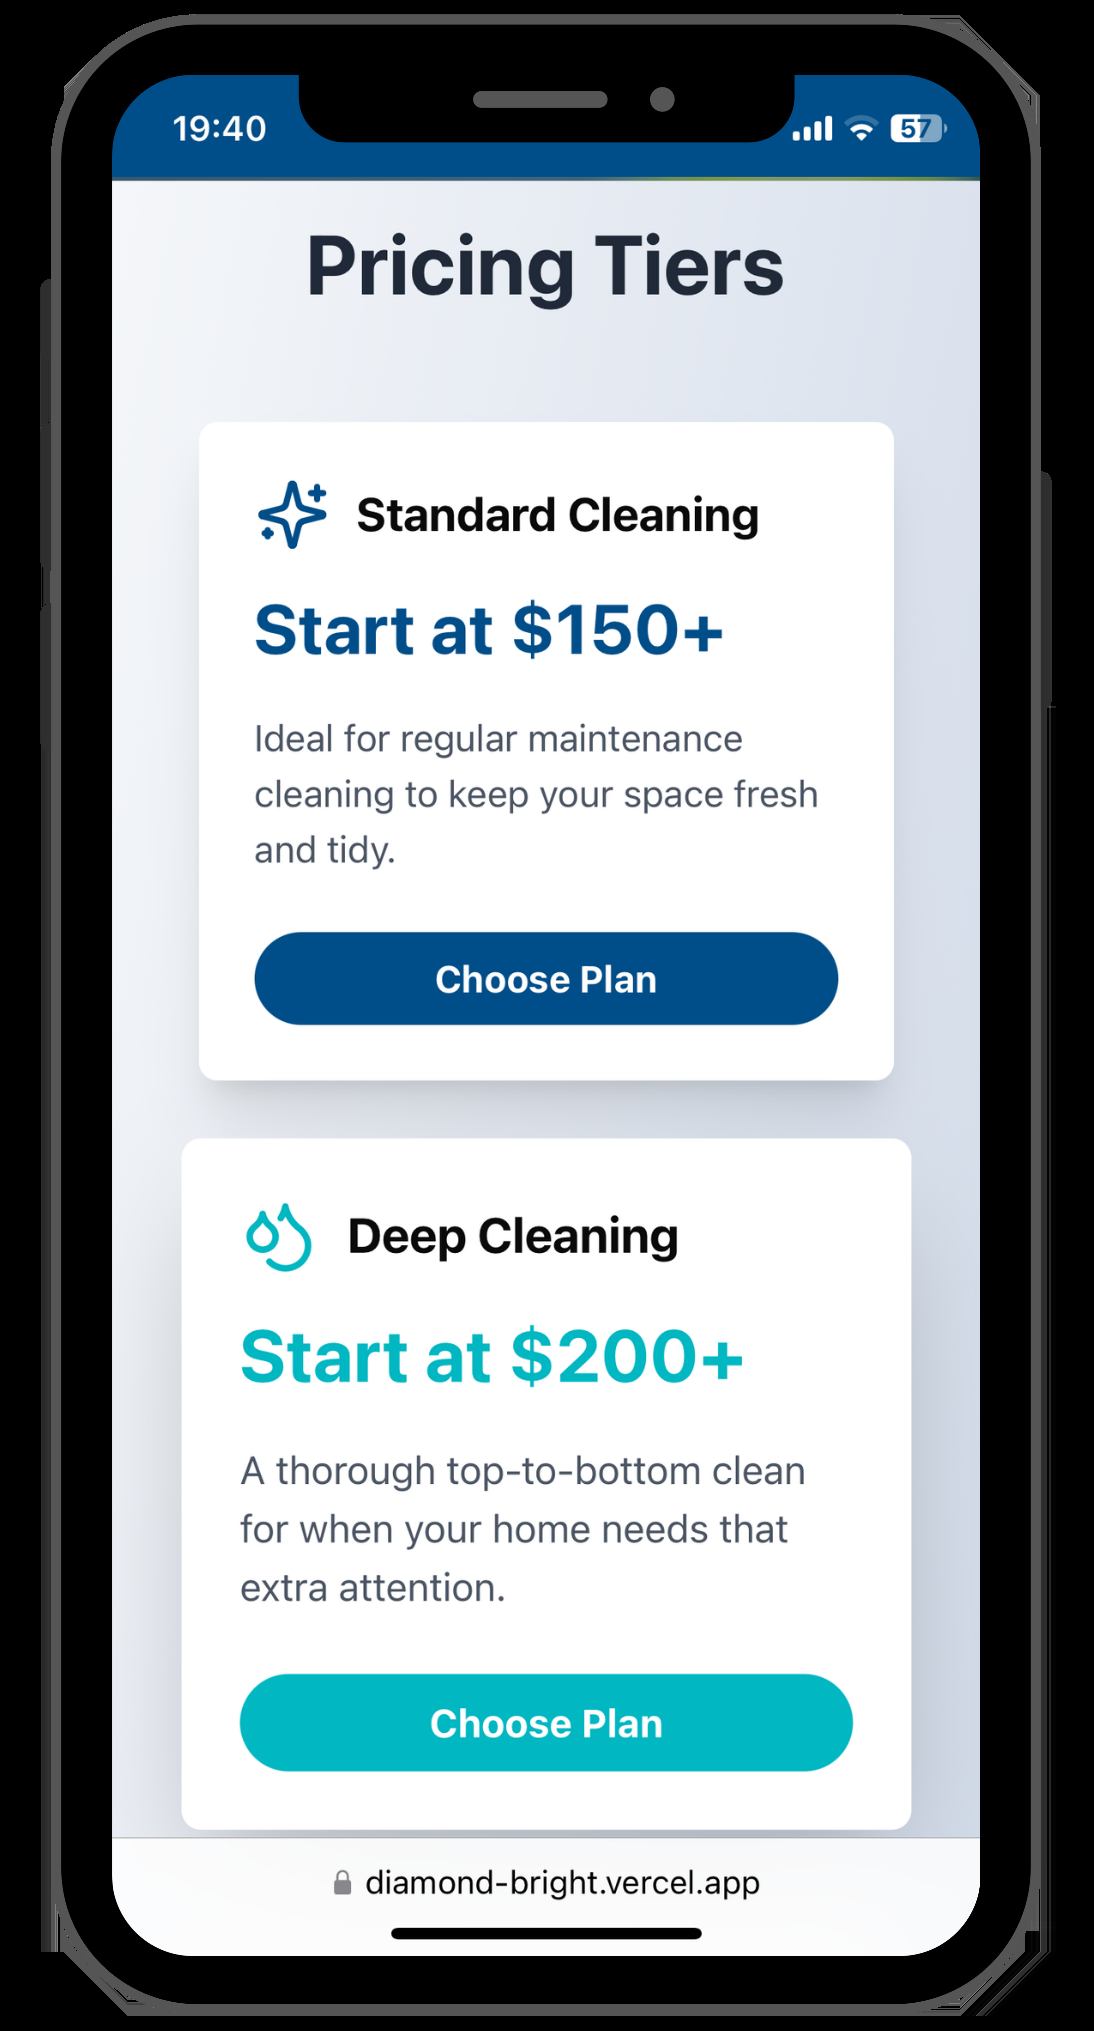 19:40
57
Pricing Tiers
Standard Cleaning
Start at $150+
Ideal for regular maintenance
cleaning to keep your space fresh
and tidy.
Choose Plan
Deep Cleaning
Start at $200+
A thorough top-to-bottom clean
for when your home needs that
extra attention.
Choose Plan
diamond-bright.vercel.app